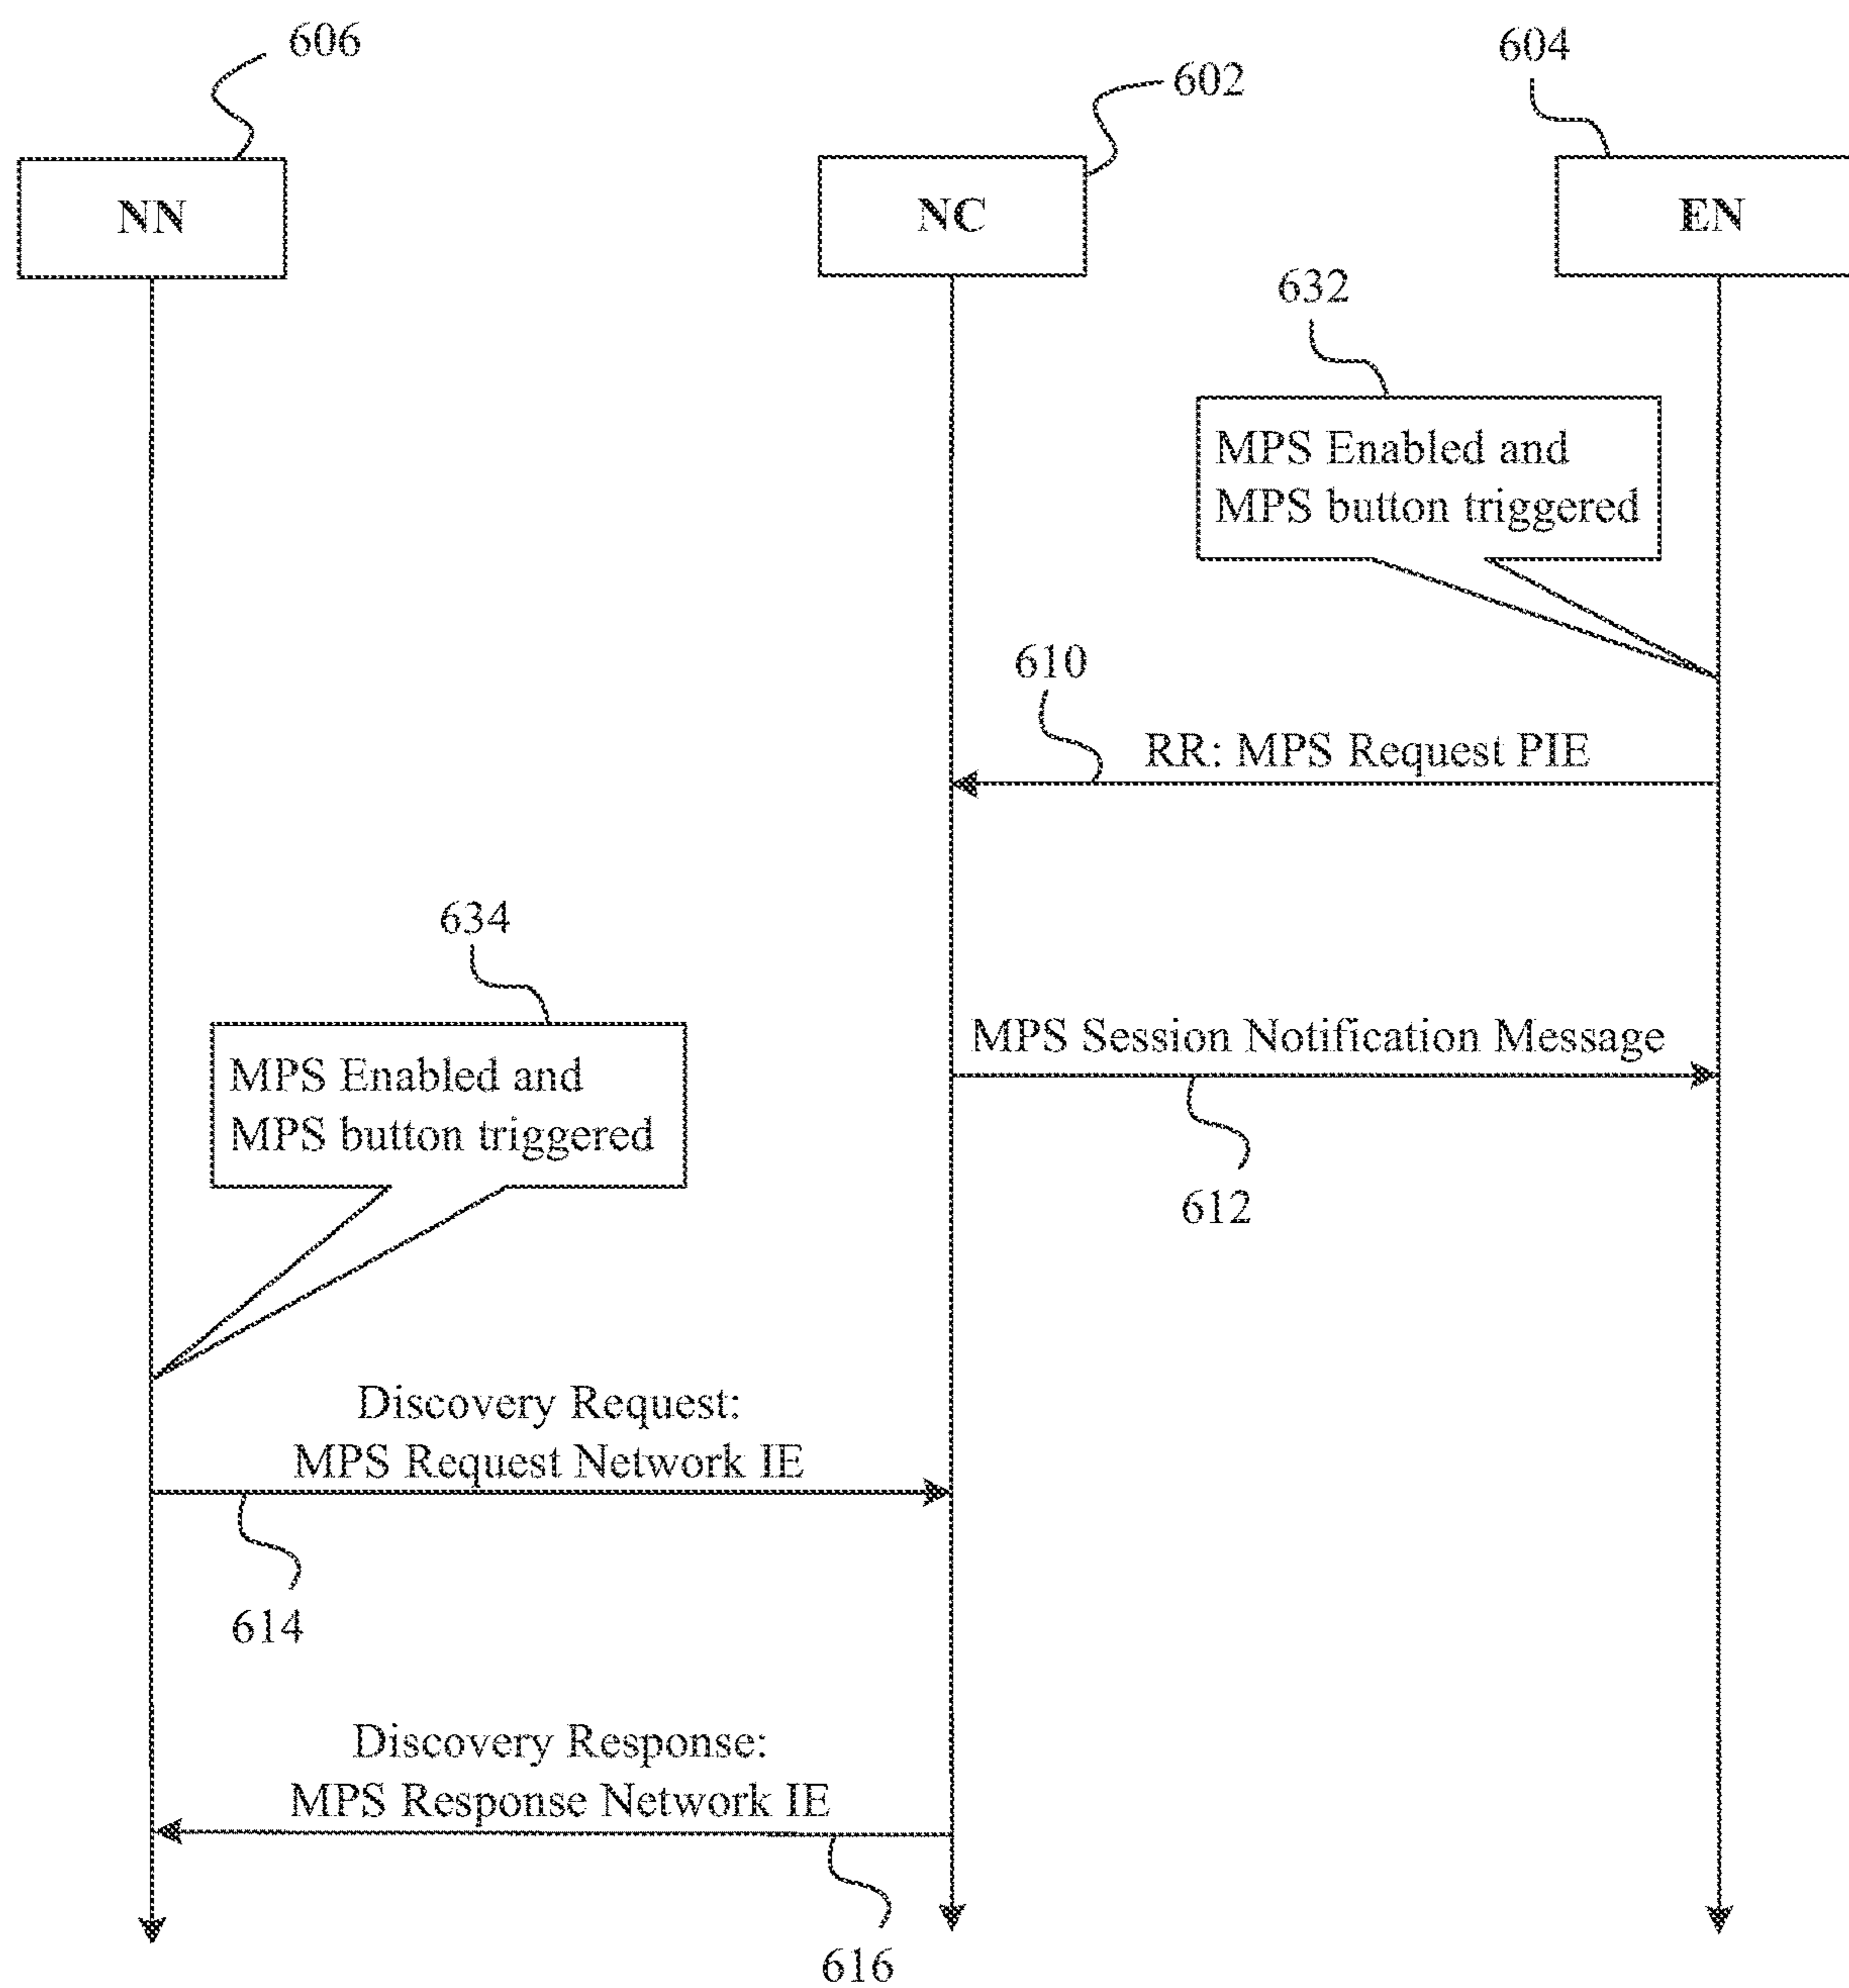 606
602
604
NN
NC
EN
632
MPS Enabled and
MPS button triggered
610
RR: MPS Request PIE
634
MPS Session Notification Message
MPS Enabled and
MPS button triggered
612
Discovery Request:
MPS Request Network IE
614
Discovery Response:
MPS Response Network IE
616